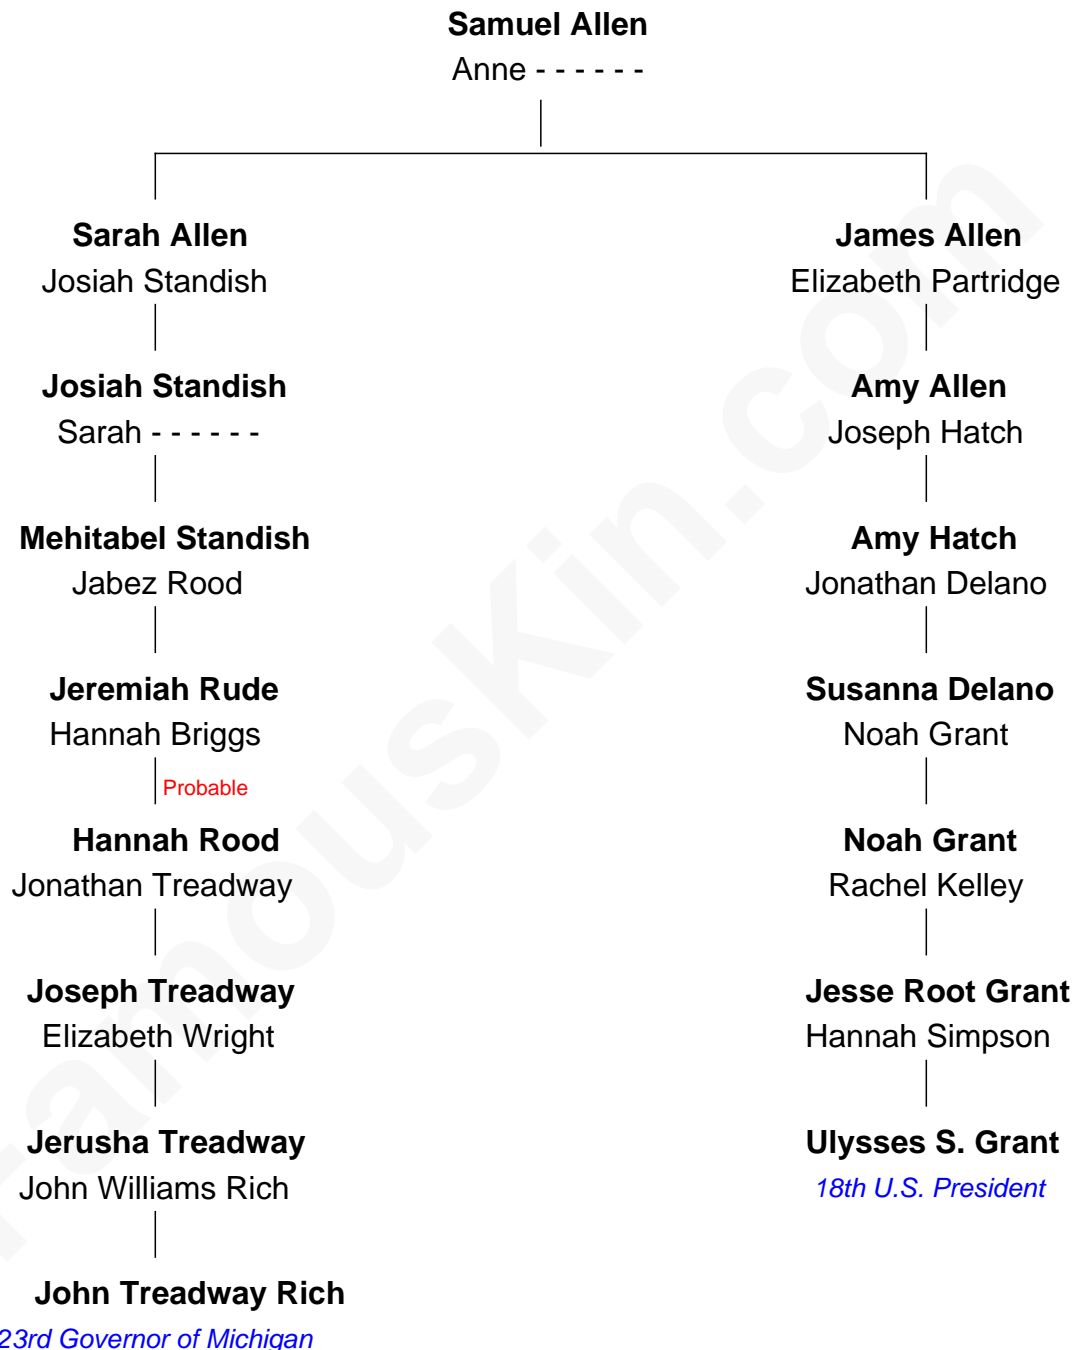 Samuel Allen
Anne - - - - - -
Sarah Allen
Josiah Standish
James Allen
Elizabeth Partridge
Josiah Standish
Sarah - - - - - -
Amy Allen
Joseph Hatch
Mehitabel Standish
Jabez Rood
Amy Hatch
Jonathan Delano
Jeremiah Rude
Hannah Briggs
Susanna Delano
Noah Grant
Probable
Hannah Rood
Jonathan Treadway
Noah Grant
Rachel Kelley
Joseph Treadway
Elizabeth Wright
Jesse Root Grant
Hannah Simpson
Jerusha Treadway
John Williams Rich
Ulysses S. Grant
18th U.S. President
John Treadway Rich
23rd Governor of Michigan
FamousKin.com